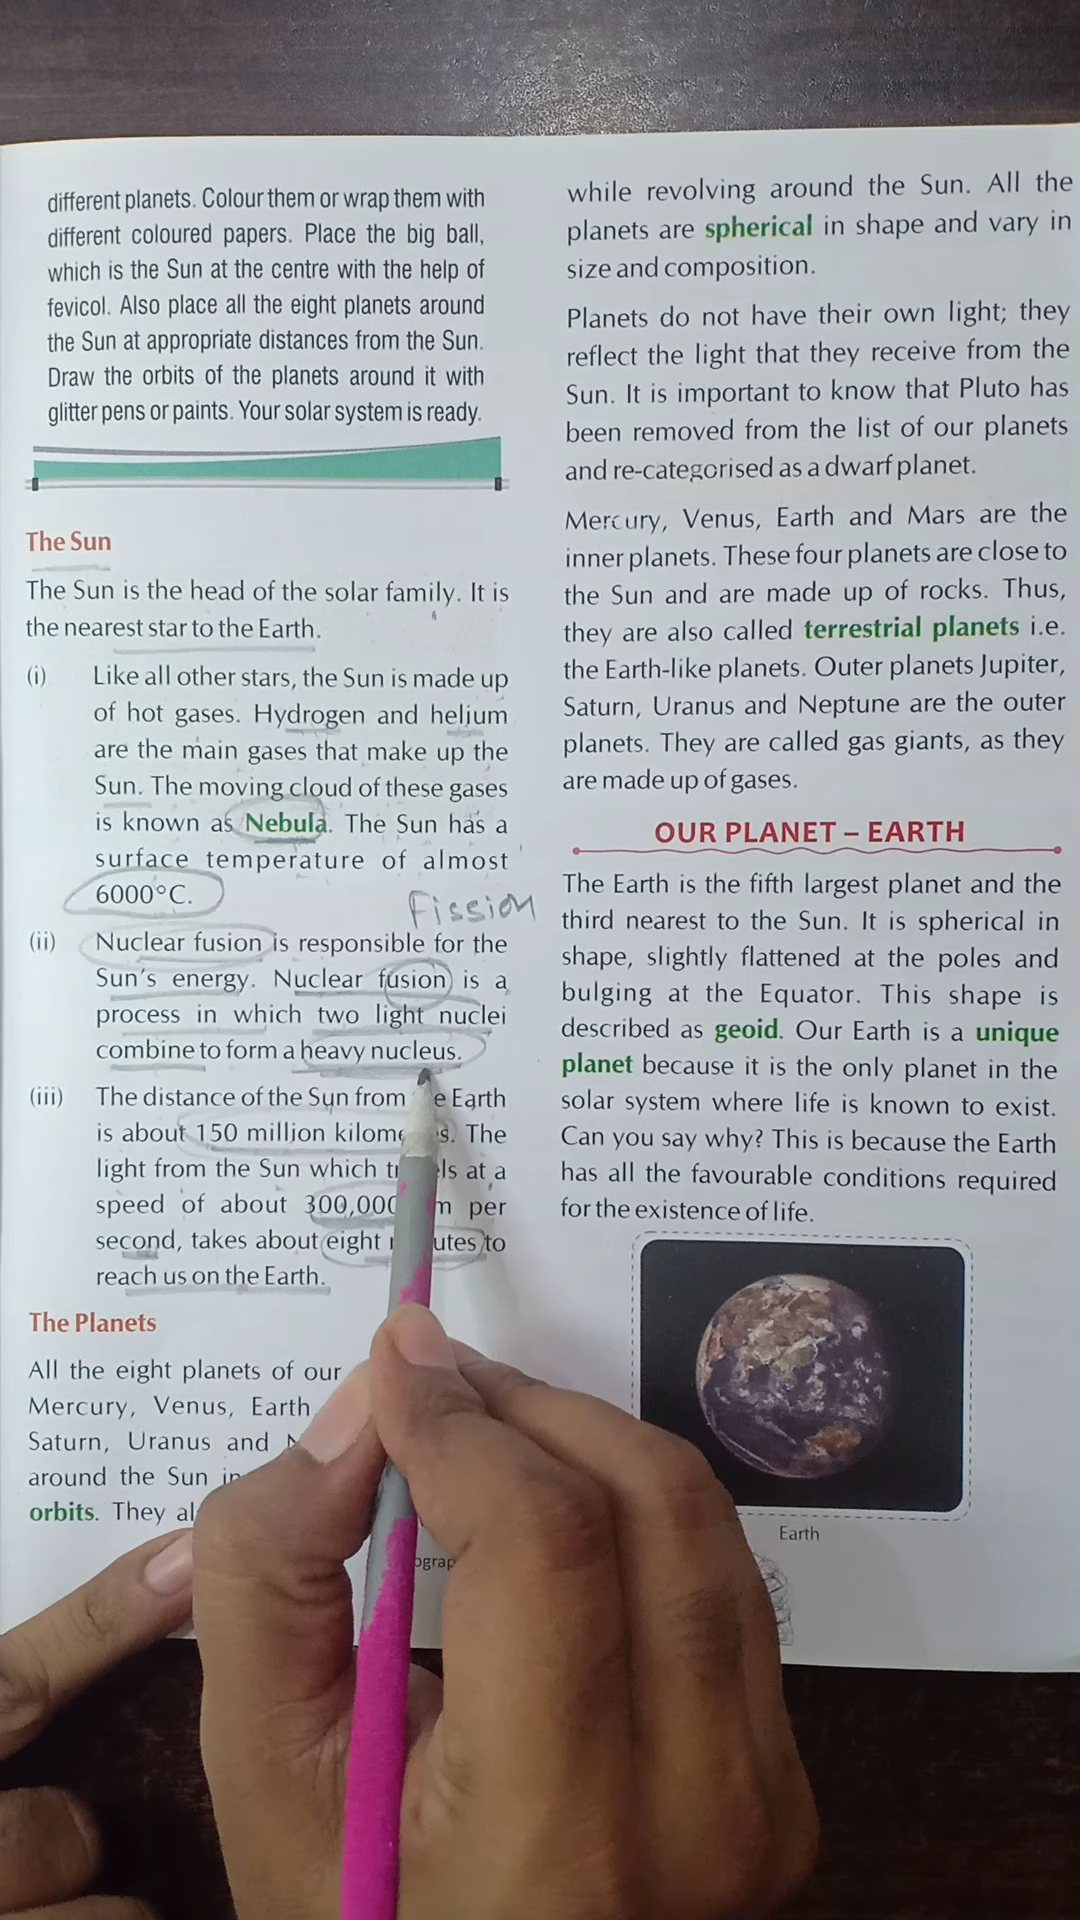 different planets. Colour them or wrap them with
different coloured papers. Place the big ball,
which is the Sun at the centre with the help of
fevicol. Also place all the eight planets around
the Sun at appropriate distances from the Sun.
Draw the orbits of the planets around it with
glitter pens or paints. Your solar system is ready.
The Sun
The Sun is the head of the solar family. It is
the nearest star to the Earth.
(i) Like all other stars, the Sun is made up
of hot gases. Hydrogen and helium
are the main gases that make up the
Sun. The moving cloud of these gases
is known as Nebula. The Sun has a
surface temperature of almost
6000°C.
Fission
(ii) Nuclear fusion is responsible for the
Sun's energy. Nuclear fusion is a
process in which two light nuclei
combine to form a heavy nucleus.
(iii) The distance of the Sun from Earth
is about 150 million The
light from the Sun which at a
speed of about 300,000 per
second, takes about eight to
reach us on the Earth.
The Planets
All the eight planets of our
Mercury, Venus, Earth
Saturn, Uranus and
around the Sun in
orbits. They
while revolving around the Sun. All the
planets are spherical in shape and vary in
size and composition.
Planets do not have their own light; they
reflect the light that they receive from the
Sun. It is important to know that Pluto has
been removed from the list of our planets
and re-categorised as a dwarf planet.
Mercury, Venus, Earth and Mars are the
inner planets. These four planets are close to
the Sun and are made up of rocks. Thus,
they are also called terrestrial planets i.e.
the Earth-like planets. Outer planets Jupiter,
Saturn, Uranus and Neptune are the outer
planets. They are called gas giants, as they
are made up of gases.
OUR PLANET – EARTH
The Earth is the fifth largest planet and the
third nearest to the Sun. It is spherical in
shape, slightly flattened at the poles and
bulging at the Equator. This shape is
described as geoid. Our Earth is a unique
planet because it is the only planet in the
solar system where life is known to exist.
Can you say why? This is because the Earth
has all the favourable conditions required
for the existence of life.
Earth